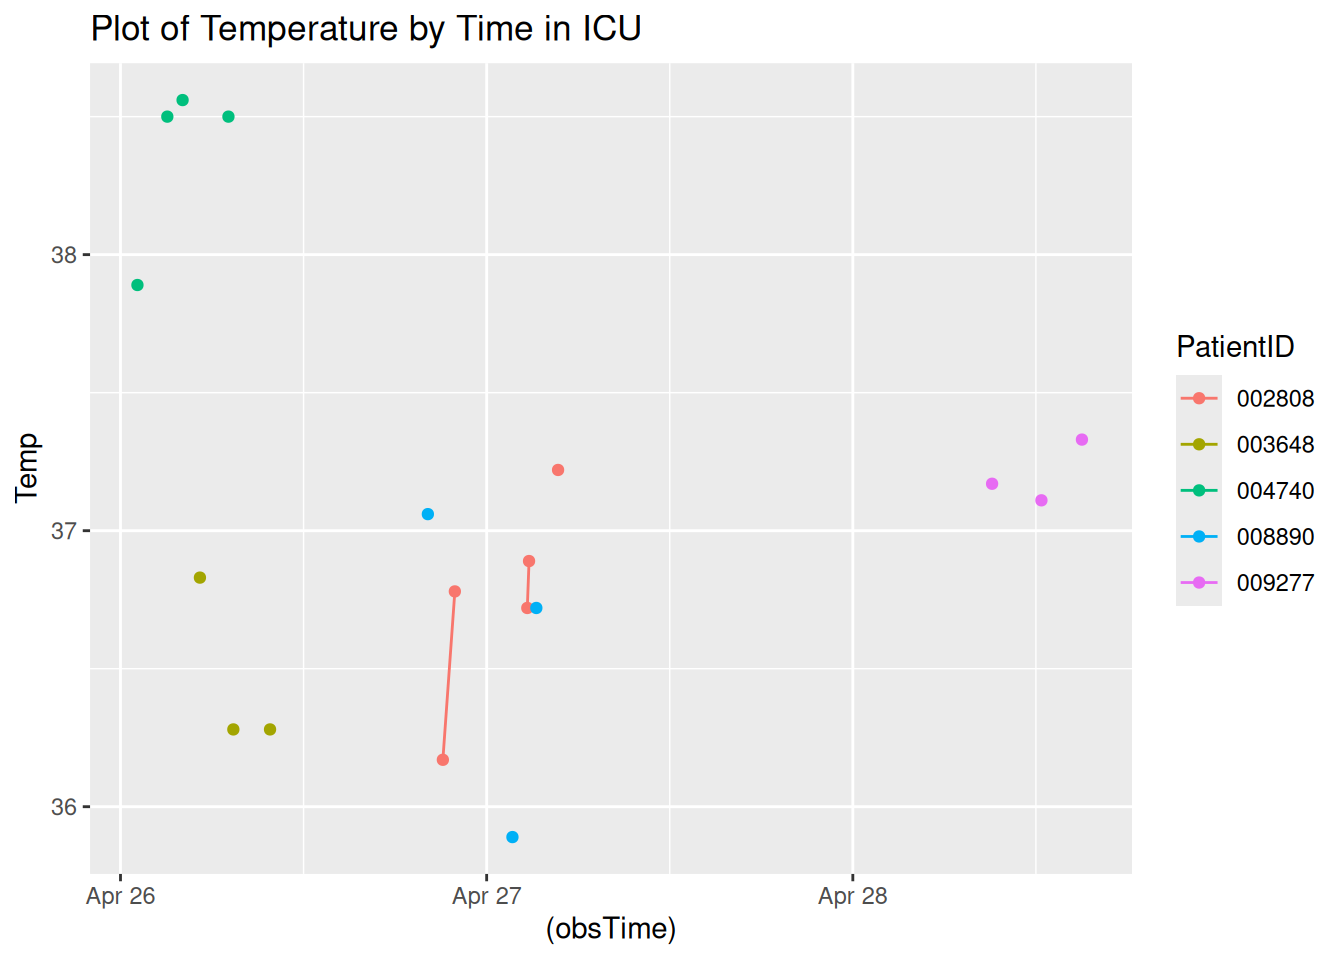 Plot of Temperature by Time in ICU
38
37
36
Temp
Apr 26
Apr 27
Apr 28
(obsTime)
PatientID
002808
003648
004740
008890
009277